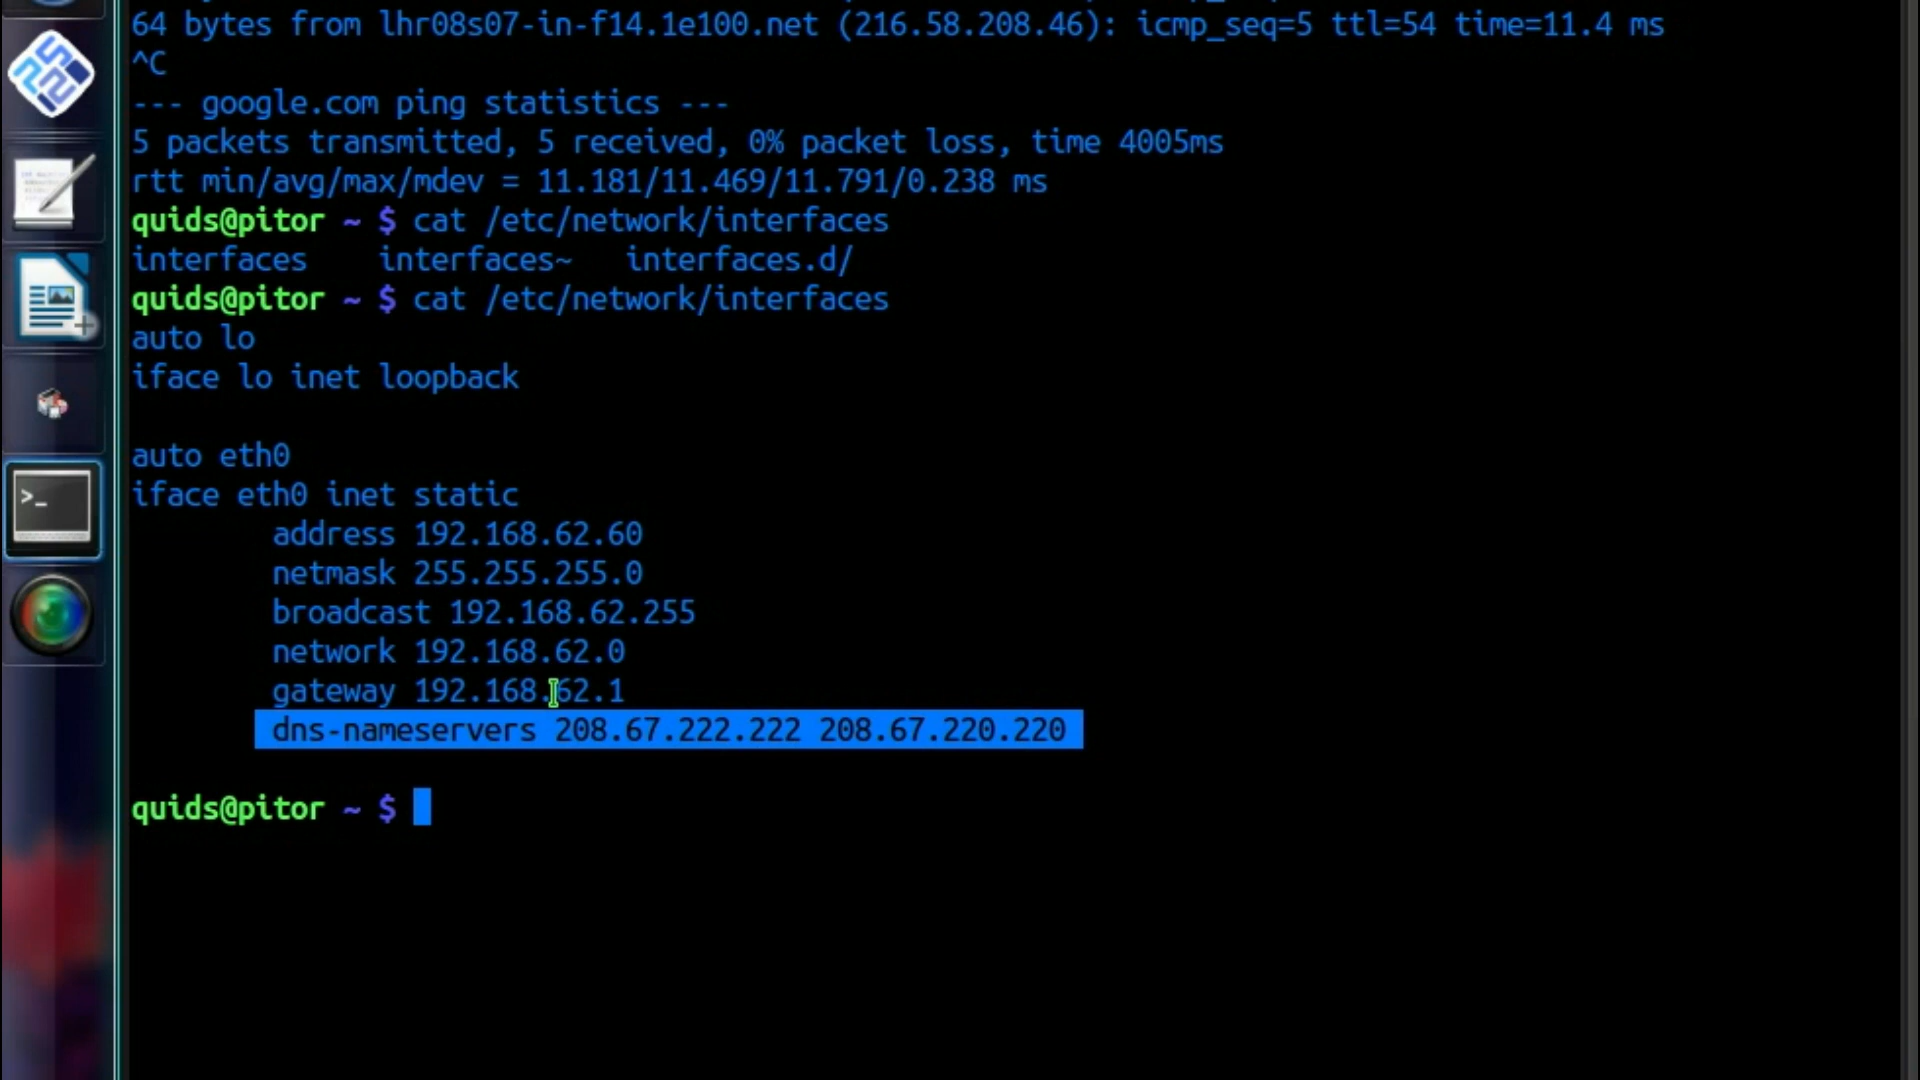 64 bytes from lhr08s07-in-f14.1e100.net (216.58.208.46): icmp_seq=5 ttl=54 time=11.4 ms
^C
--- google.com ping statistics ---
5 packets transmitted, 5 received, 0% packet loss, time 4005ms
rtt min/avg/max/mdev = 11.181/11.469/11.791/0.238 ms
quids@pitor ~ $ cat /etc/network/interfaces
interfaces    interfaces~   interfaces.d/
quids@pitor ~ $ cat /etc/network/interfaces
auto lo
iface lo inet loopback
auto eth0
iface eth0 inet static
address 192.168.62.60
netmask 255.255.255.0
broadcast 192.168.62.255
network 192.168.62.0
gateway 192.168.62.1
dns-nameservers 208.67.222.222 208.67.220.220
quids@pitor ~ $